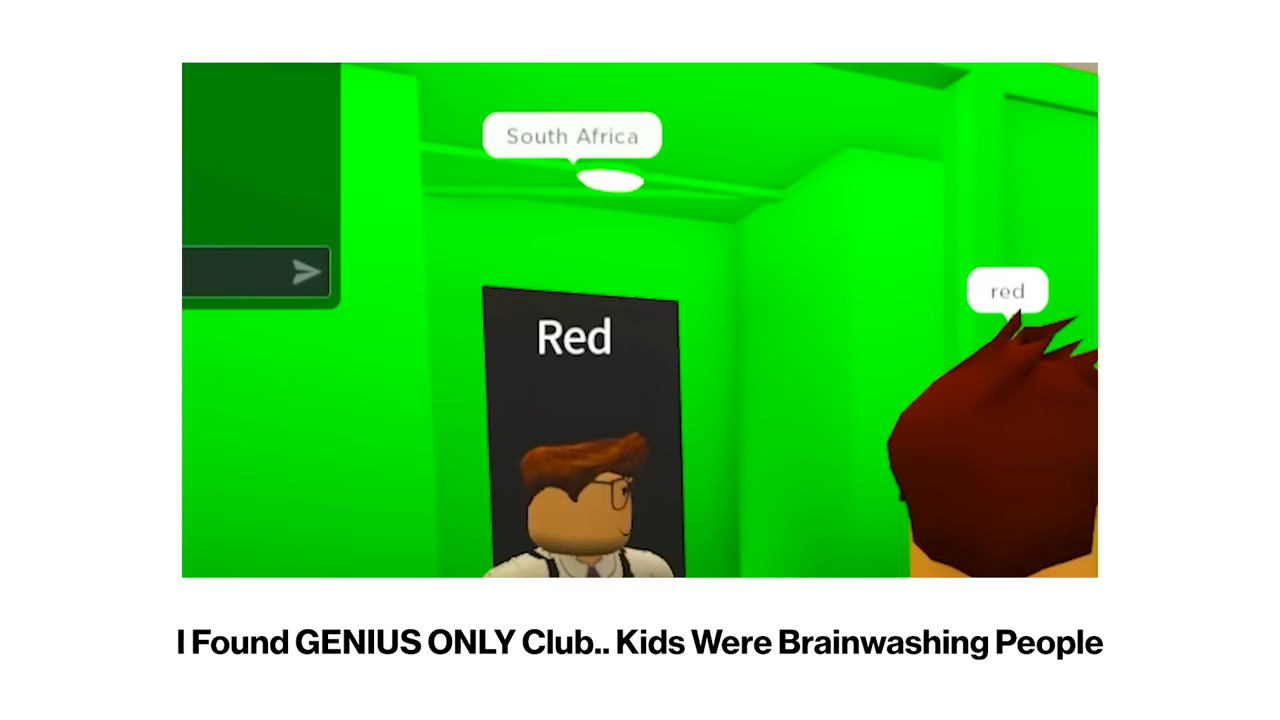 South Africa
red
Red
I Found GENIUS ONLY Club.. Kids Were Brainwashing People